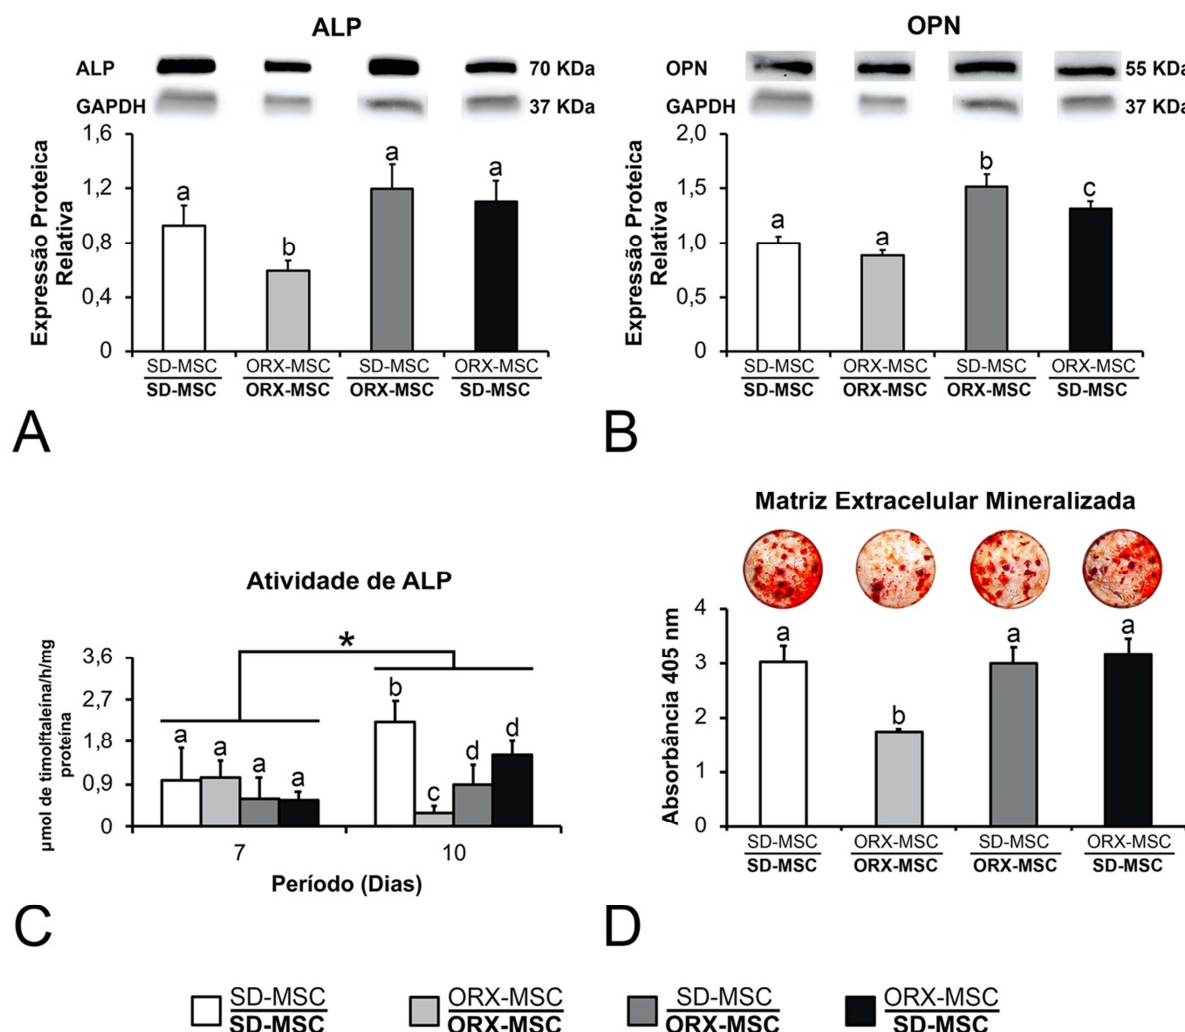 ALP
ALP
70 KDa
GAPDH
37 KDa
Expressão Proteica
Relativa
1,6
1,2
0,8
0,4
0
a
b
a
a
SD-MSC
SD-MSC
ORX-MSC
ORX-MSC
SD-MSC
ORX-MSC
ORX-MSC
SD-MSC
A
OPN
OPN
55 KDa
GAPDH
37 KDa
Expressão Proteica
Relativa
2,0
1,5
1,0
0,5
0
a
a
b
c
SD-MSC
SD-MSC
ORX-MSC
ORX-MSC
SD-MSC
ORX-MSC
ORX-MSC
SD-MSC
B
Atividade de ALP
µmol de timolftaleína/h/mg
proteína
3,6
2,7
1,8
0,9
0
*
a
a
a
a
b
c
d
d
7
10
Período (Dias)
C
Matriz Extracelular Mineralizada
Absorbância 405 nm
4
3
2
1
0
a
b
a
a
SD-MSC
SD-MSC
ORX-MSC
ORX-MSC
SD-MSC
ORX-MSC
ORX-MSC
SD-MSC
D
SD-MSC
SD-MSC
ORX-MSC
ORX-MSC
SD-MSC
ORX-MSC
ORX-MSC
SD-MSC